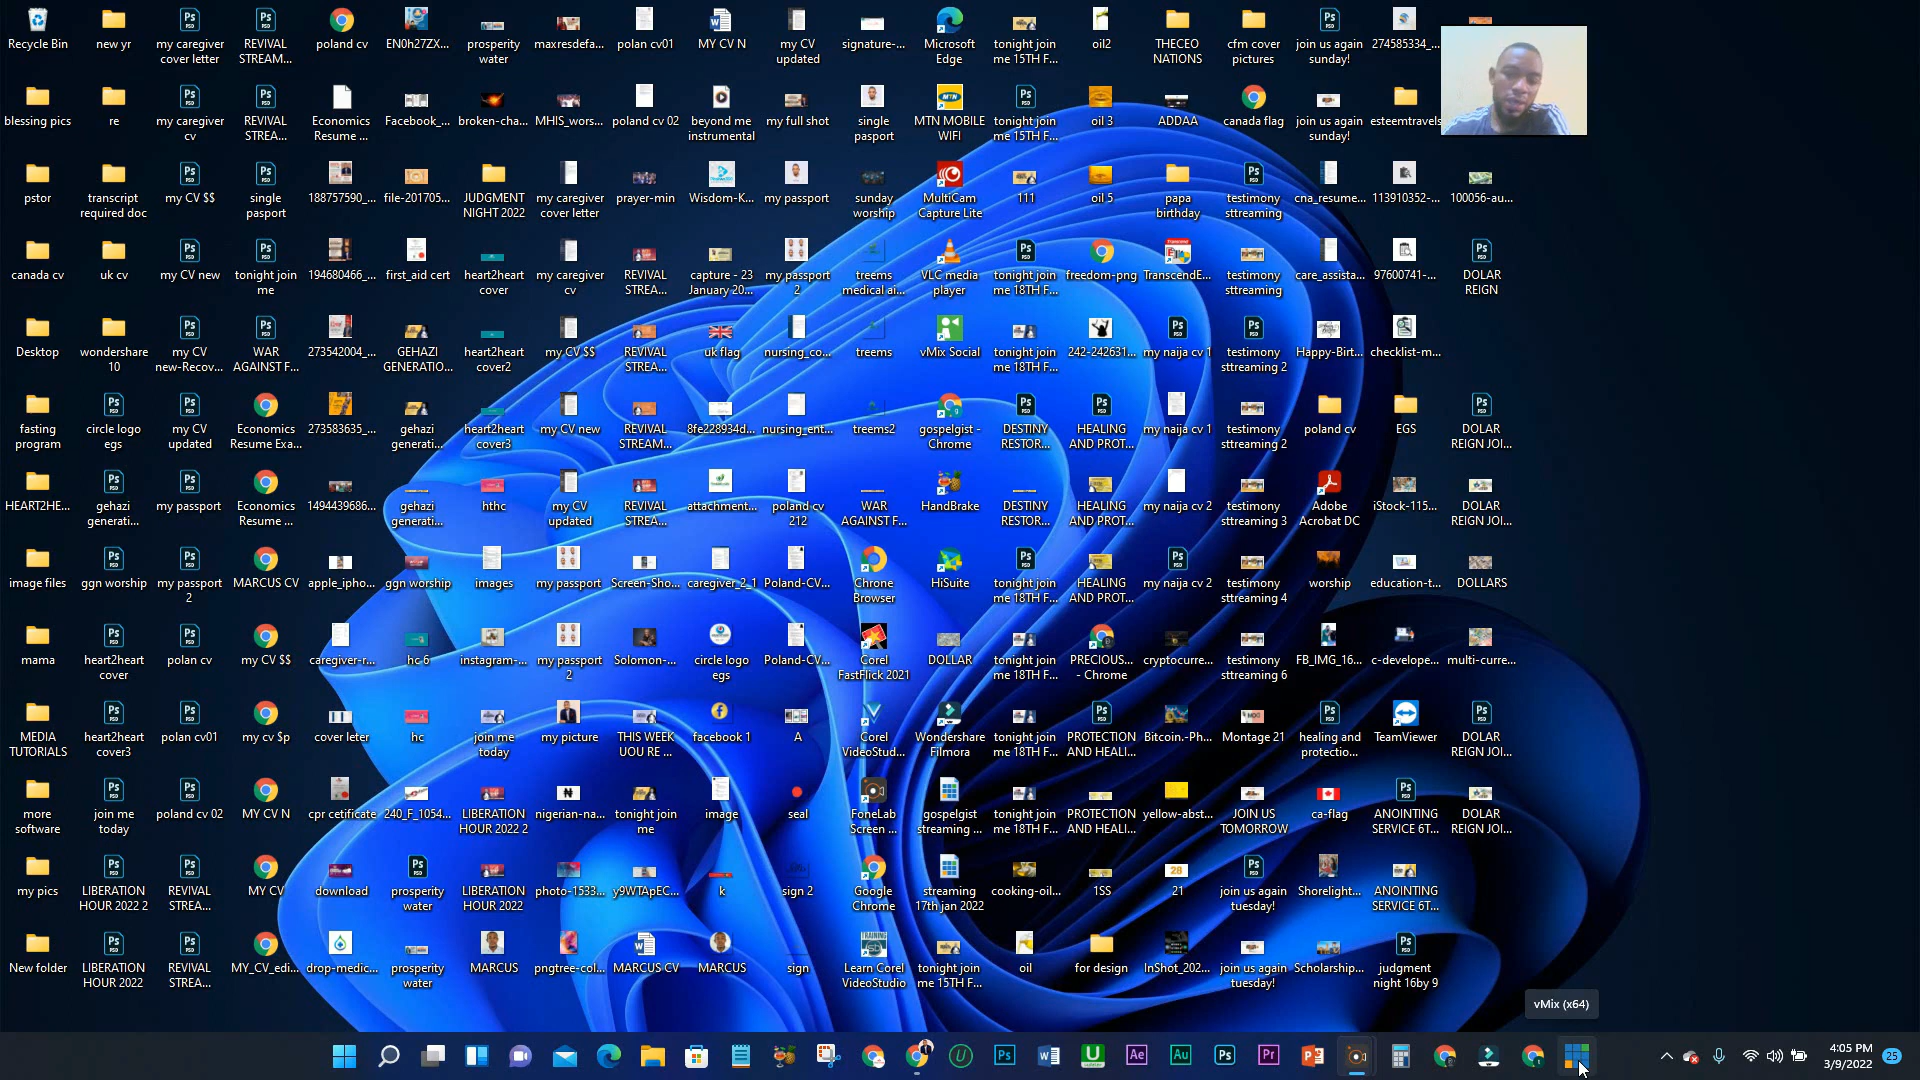 Recycle Bin
new yr
my caregiver
cover letter
REVIVAL
STREAM...
poland cv
EN0h27ZX...
prosperity
water
maxresdefa...
polan cv01
MY CV N
my CV
updated
signature-...
Microsoft
Edge
tonight join
me 15TH F...
oil2
THECEO
NATIONS
cfm cover
pictures
join us again
sunday!
274585334_...
blessing pics
re
my caregiver
cv
REVIVAL
STREA...
Economics
Resume ...
Facebook_...
broken-cha...
MHIS_wors...
poland cv 02
beyond me
instrumental
my full shot
single
pasport
MTN MOBILE
WIFI
tonight join
me 15TH F...
oil 3
ADDAA
canada flag
join us again
sunday!
esteemtravels
pstor
transcript
required doc
my CV $$
single
pasport
188757590_...
file-201705...
JUDGMENT
NIGHT 2022
my caregiver
cover letter
prayer-min
Wisdom-K...
my passport
sunday
worship
MultiCam
Capture Lite
111
oil 5
papa
birthday
testimony
sttreaming
cna_resume...
113910352-...
100056-au...
canada cv
uk cv
my CV new
tonight join
me
194680466_...
first_aid cert
heart2heart
cover
my caregiver
cv
REVIVAL
STREA...
capture - 23
January 20...
my passport
2
treems
medical ai...
VLC media
player
tonight join
me 18TH F...
freedom-png
TranscendE...
testimony
sttreaming
care_assista...
97600741-...
DOLAR
REIGN
Desktop
wondershare
10
my CV
new-Recov...
WAR
AGAINST F...
273542004_...
GEHAZI
GENERATIO...
heart2heart
cover2
my CV $$
REVIVAL
STREA...
uk flag
nursing_co...
treems
vMix Social
tonight join
me 18TH F...
242-242631...
my naija cv 1
testimony
sttreaming 2
Happy-Birt...
checklist-m...
fasting
program
circle logo
egs
my CV
updated
Economics
Resume Exa...
273583635_...
gehazi
generati...
heart2heart
cover3
my CV new
REVIVAL
STREAM...
8fe228934d...
nursing_ent...
treems2
gospelgist -
Chrome
DESTINY
RESTOR...
HEALING
AND PROT...
my naija cv 1
testimony
sttreaming 2
poland cv
EGS
DOLAR
REIGN JOI...
HEART2HE...
gehazi
generati...
my passport
Economics
Resume ...
1494439686...
gehazi
generati...
hthc
my CV
updated
REVIVAL
STREA...
attachment...
poland cv
212
WAR
AGAINST F...
HandBrake
DESTINY
RESTOR...
HEALING
AND PROT...
my naija cv 2
testimony
sttreaming 3
Adobe
Acrobat DC
iStock-115...
DOLAR
REIGN JOI...
image files
ggn worship
my passport
2
MARCUS CV
apple_ipho...
ggn worship
images
my passport
Screen-Sho...
caregiver_2_1
Poland-CV...
Chrone
Browser
HiSuite
tonight join
me 18TH F...
HEALING
AND PROT...
my naija cv 2
testimony
sttreaming 4
worship
education-t...
DOLLARS
mama
heart2heart
cover
polan cv
my CV $$
caregiver-r...
hc 6
instagram-...
my passport
2
Solomon-...
circle logo
egs
Poland-CV...
Corel
FastFlick 2021
DOLLAR
tonight join
me 18TH F...
PRECIOUS...
- Chrome
cryptocurre...
testimony
sttreaming 6
FB_IMG_16...
c-develope...
multi-curre...
MEDIA
TUTORIALS
heart2heart
cover3
polan cv01
my cv $p
cover leter
hc
join me
today
my picture
THIS WEEK
UOU RE ...
facebook 1
A
Corel
VideoStud...
Wondershare
Filmora
tonight join
me 18TH F...
PROTECTION
AND HEALI...
Bitcoin.-Ph...
Montage 21
healing and
protectio...
TeamViewer
DOLAR
REIGN JOI...
more
software
join me
today
poland cv 02
MY CV N
cpr cetificate
240_F_1054...
LIBERATION
HOUR 2022 2
nigerian-na...
tonight join
me
image
seal
FoneLab
Screen ...
gospelgist
streaming ...
tonight join
me 18TH F...
PROTECTION
AND HEALI...
yellow-abst...
JOIN US
TOMORROW
ca-flag
ANOINTING
SERVICE 6T...
DOLAR
REIGN JOI...
my pics
LIBERATION
HOUR 2022 2
REVIVAL
STREA...
MY CV
download
prosperity
water
LIBERATION
HOUR 2022
photo-1533...
y9WTApEC...
k
sign 2
Google
Chrome
streaming
17th jan 2022
cooking-oil...
1SS
21
join us again
tuesday!
Shorelight...
ANOINTING
SERVICE 6T...
New folder
LIBERATION
HOUR 2022
REVIVAL
STREA...
MY_CV_edi...
drop-medic...
prosperity
water
MARCUS
pngtree-col...
MARCUS CV
MARCUS
sign
Learn Corel
VideoStudio
tonight join
me 15TH F...
oil
for design
InShot_202...
join us again
tuesday!
Scholarship...
judgment
night 16by 9
vMix (x64)
4:05 PM
3/9/2022
25